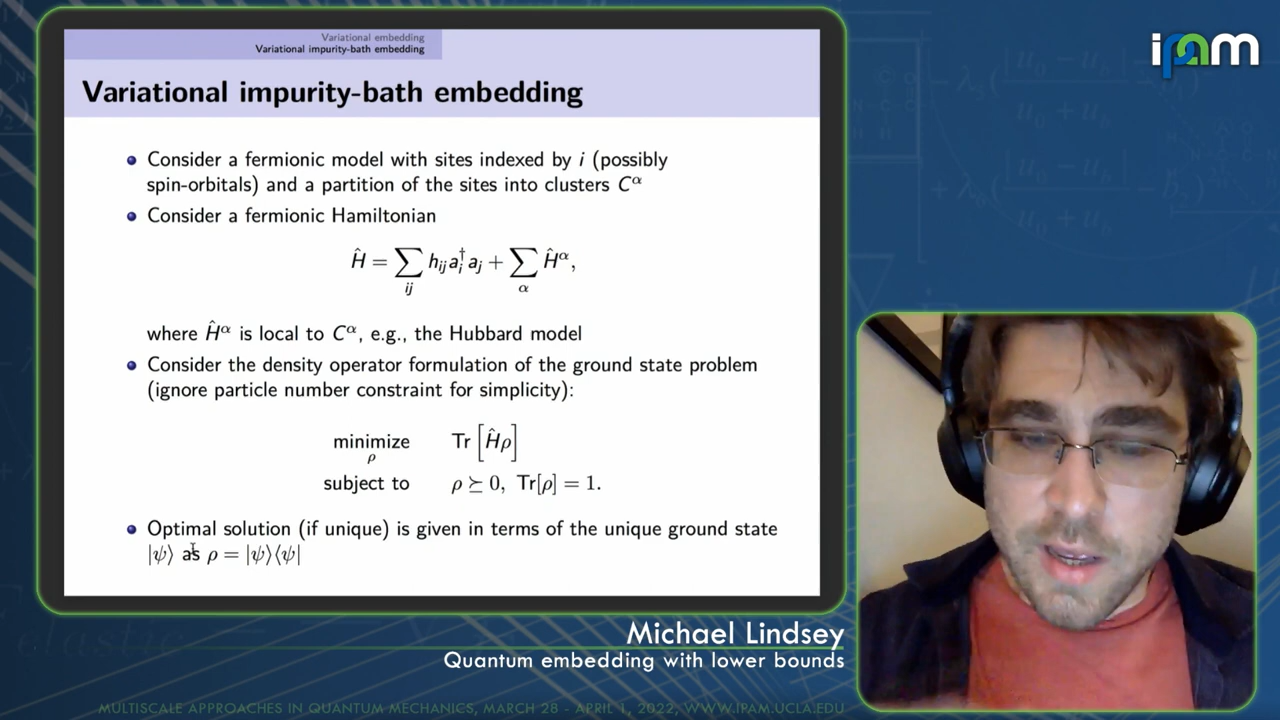 Variational embedding
Variational impurity-bath embedding
Variational impurity-bath embedding
Consider a fermionic model with sites indexed by i (possibly
spin-orbitals) and a partition of the sites into clusters C^α
Consider a fermionic Hamiltonian
Ĥ = ∑_{ij} h_{ij} a_i^† a_j + ∑_α Ĥ^α,
where Ĥ^α is local to C^α, e.g., the Hubbard model
Consider the density operator formulation of the ground state problem
(ignore particle number constraint for simplicity):
minimize_ρ Tr [Ĥρ]
subject to ρ ⪰ 0, Tr[ρ] = 1.
Optimal solution (if unique) is given in terms of the unique ground state
|ψ⟩ as ρ = |ψ⟩⟨ψ|
ipam
Michael Lindsey
Quantum embedding with lower bounds
MULTISCALE APPROACHES IN QUANTUM MECHANICS, MARCH 28 - APRIL 1, 2022, WWW.IPAM.UCLA.EDU